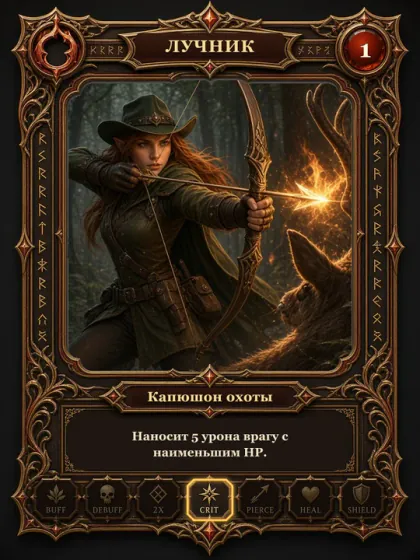 ЛУЧНИК
1
Капюшон охоты
Наносит 5 урона врагу с
наименьшим HP.
BUFF DEBUFF 2X CRIT PIERCE HEAL SHIELD